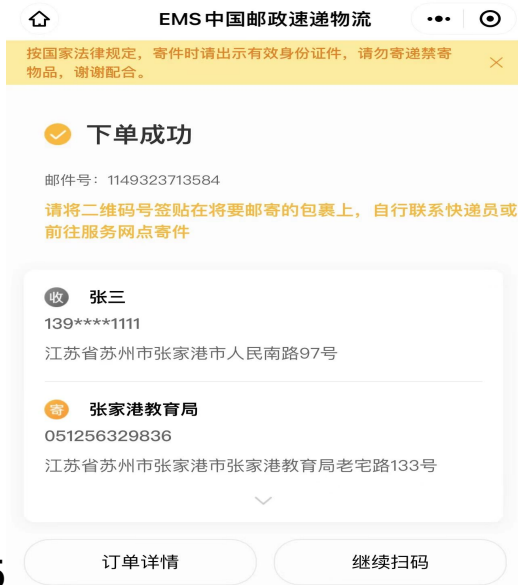 EMS中国邮政速递物流
按国家法律规定，寄件时请出示有效身份证件，请勿寄递禁寄
物品，谢谢配合。
下单成功
邮件号：1149323713584
请将二维码号签贴在将要邮寄的包裹上，自行联系快递员或
前往服务网点寄件
收 张三
139****1111
江苏省苏州市张家港市人民南路97号
寄 张家港教育局
051256329836
江苏省苏州市张家港市张家港教育局老宅路133号
订单详情 继续扫码